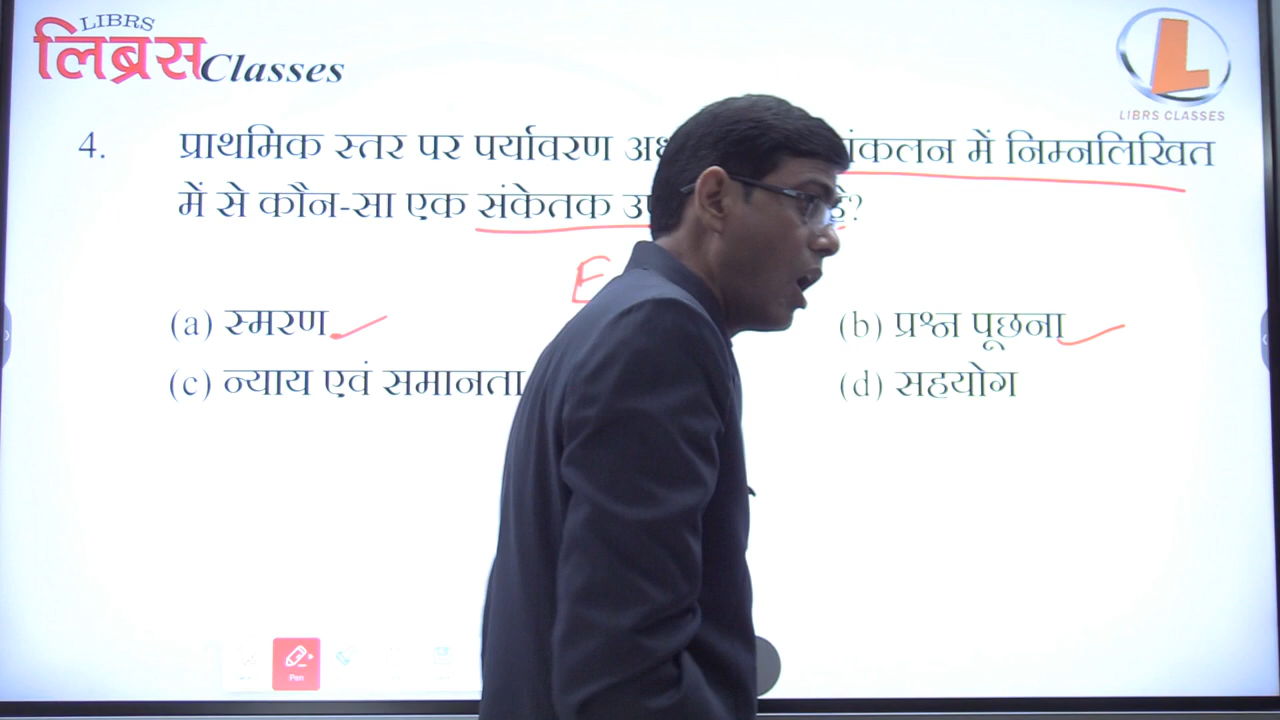 LIBRS
लिब्रस Classes
L
LIBRS CLASSES
4. प्राथमिक स्तर पर पर्यावरण में निम्नलिखित
में से कौन-सा एक संकेतक है?
E
(a) स्मरण (b) प्रश्न पूछना
(c) न्याय एवं समानता (d) सहयोग
Pen